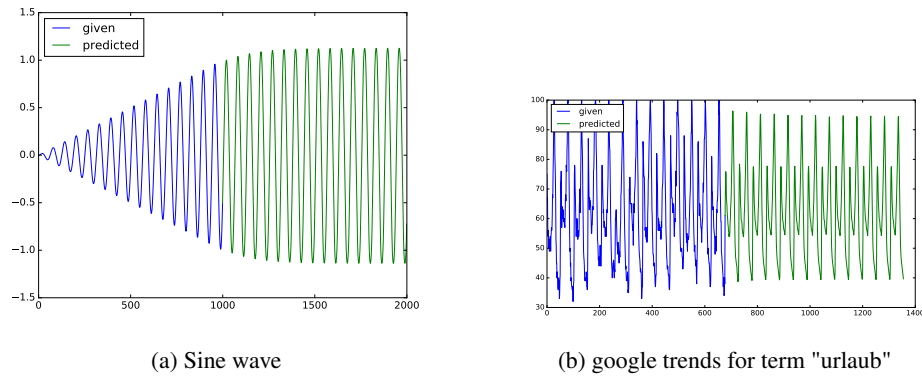 1.5
given
predicted
1.0
0.5
0.0
−0.5
−1.0
−1.5
0 500 1000 1500 2000
(a) Sine wave
100
given
predicted
90
80
70
60
50
40
30
0 200 400 600 800 1000 1200 1400
(b) google trends for term "urlaub"